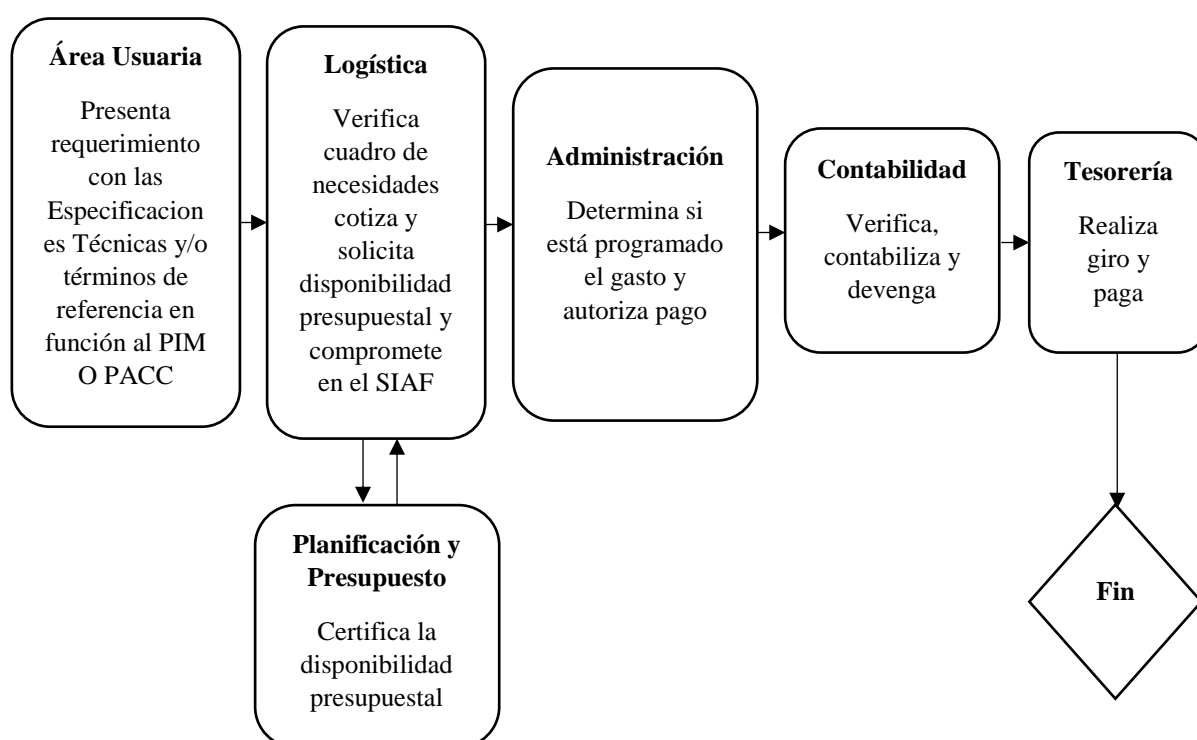 Área Usuaria
Presenta
requerimiento
con las
Especificacion
es Técnicas y/o
términos de
referencia en
función al PIM
O PACC
Logística
Verifica
cuadro de
necesidades
cotiza y
solicita
disponibilidad
presupuestal y
compromete
en el SIAF
Administración
Determina si
está programado
el gasto y
autoriza pago
Contabilidad
Verifica,
contabiliza y
devenga
Tesorería
Realiza
giro y
paga
Planificación y
Presupuesto
Certifica la
disponibilidad
presupuestal
Fin